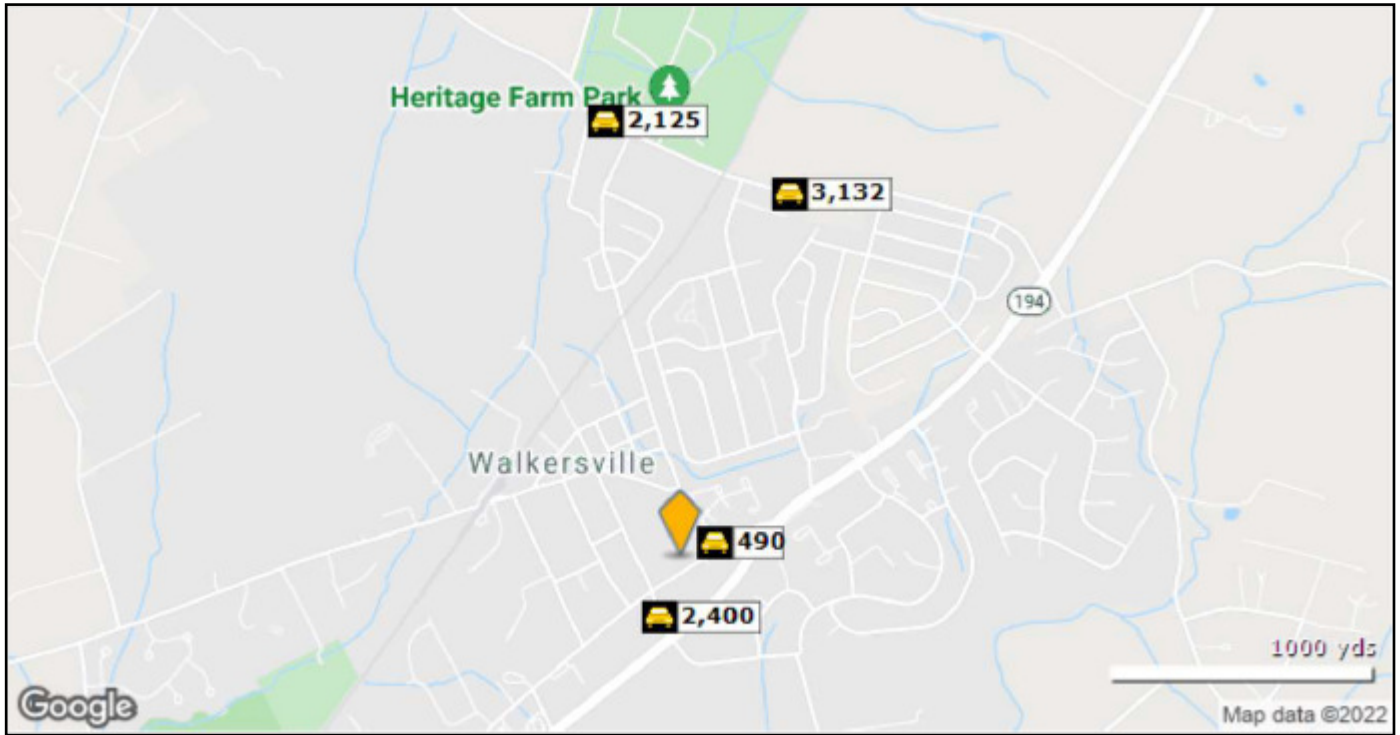 Heritage Farm Park
2,125
3,132
194
Walkersville
490
2,400
1000 yds
Google
Map data ©2022